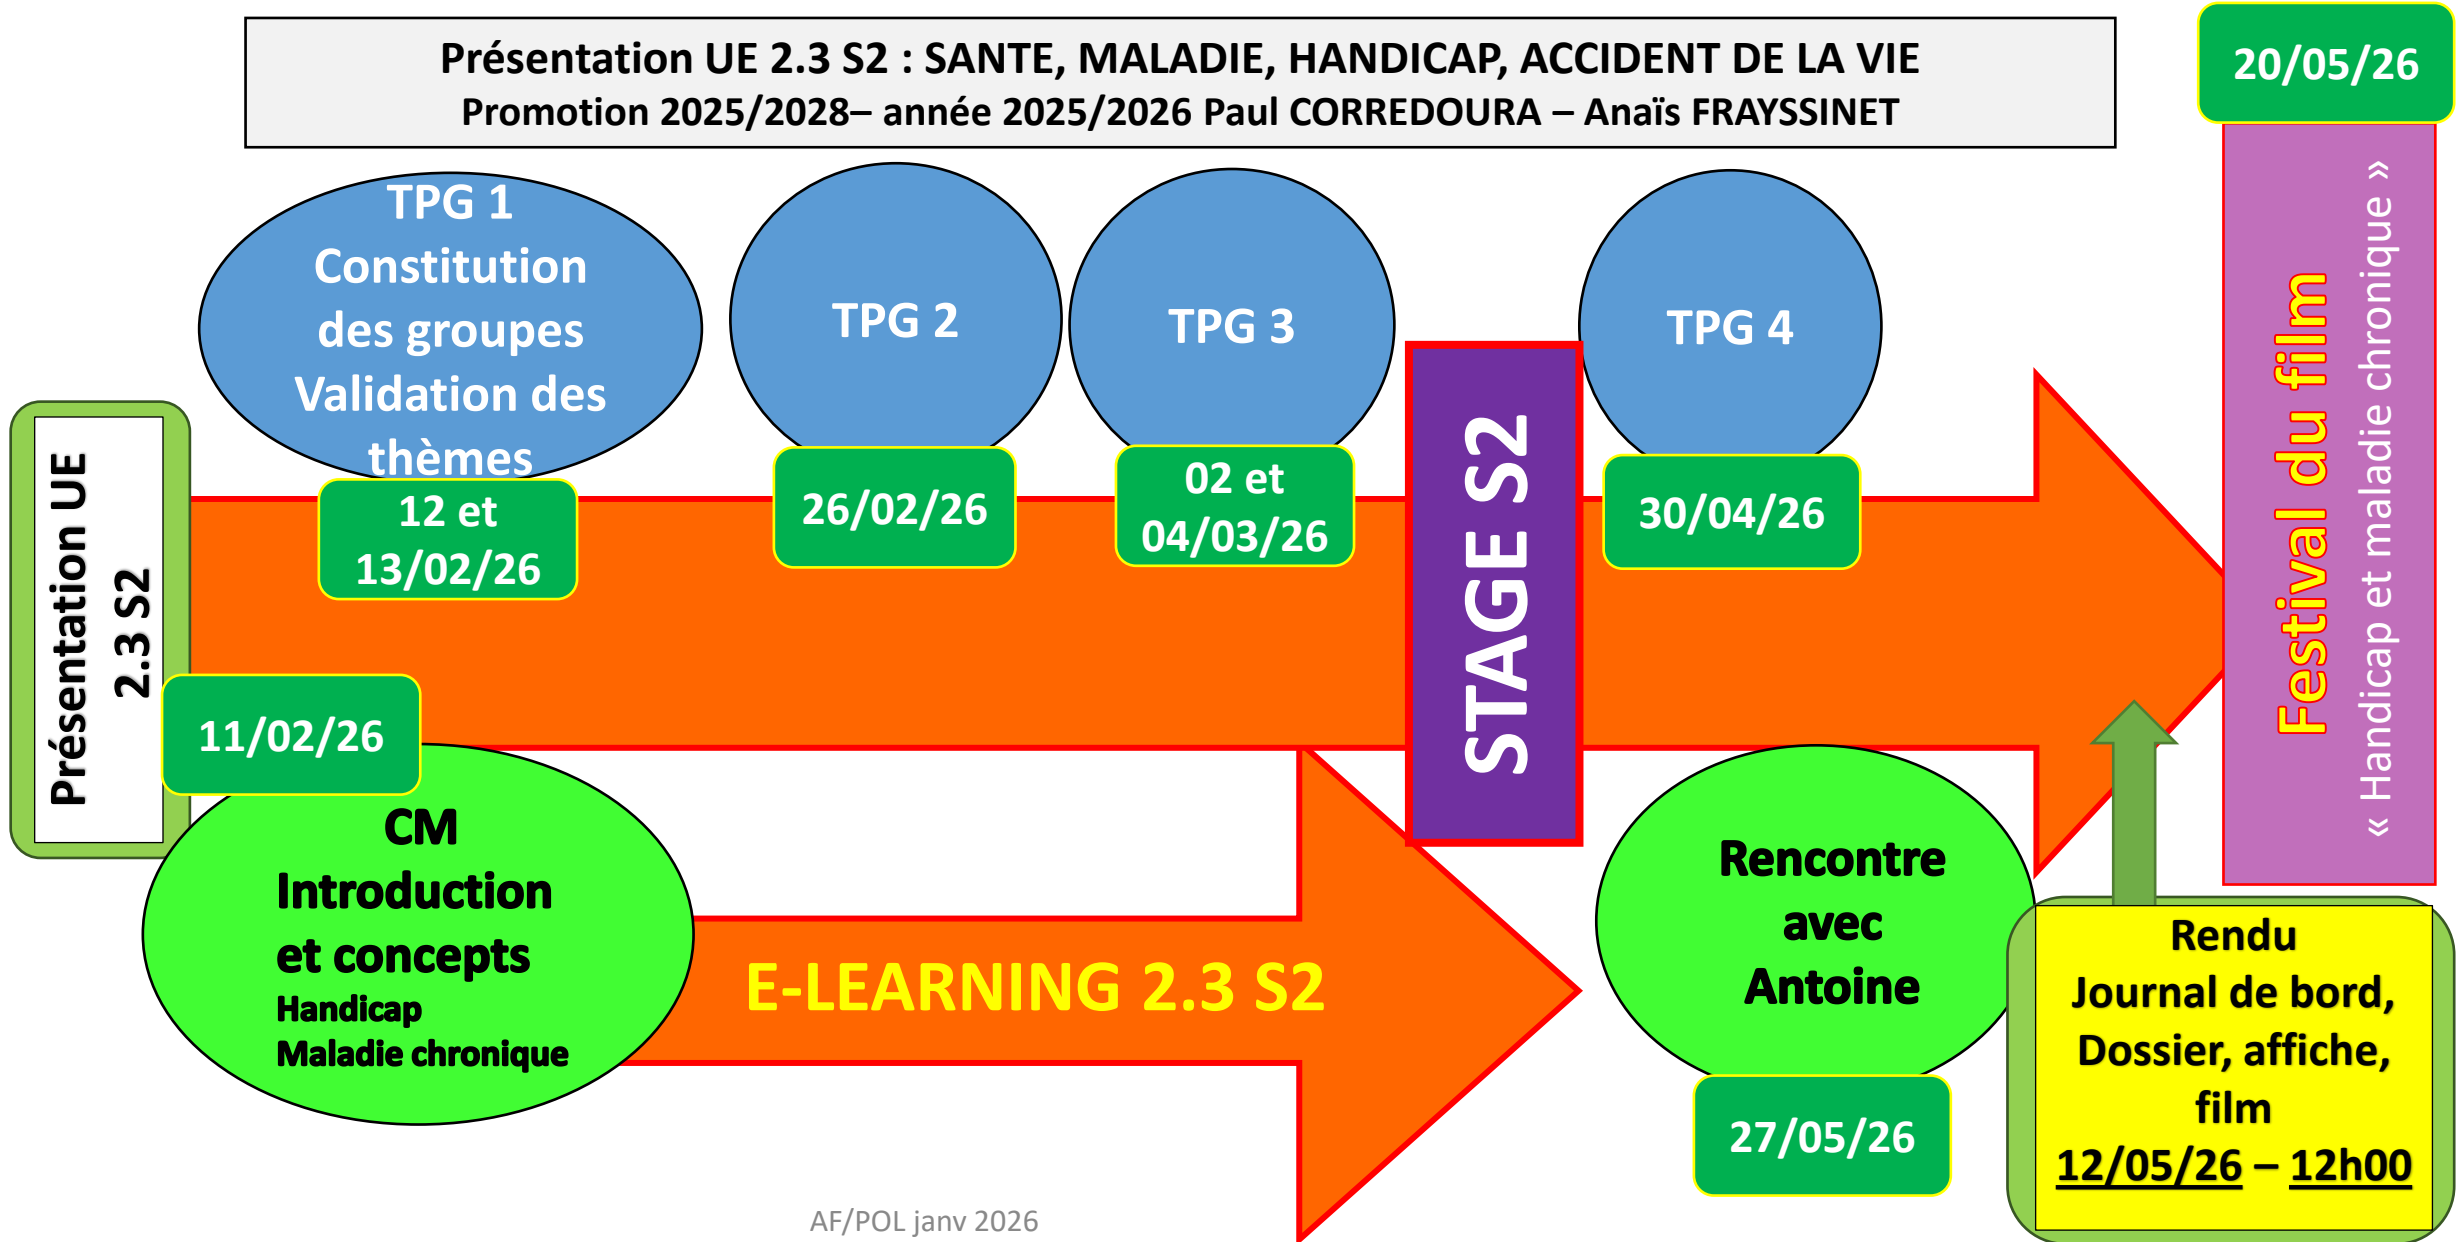 Présentation UE 2.3 S2 : SANTE, MALADIE, HANDICAP, ACCIDENT DE LA VIE
Promotion 2025/2028– année 2025/2026 Paul CORREDOURA – Anaïs FRAYSSINET
20/05/26
TPG 1
Constitution
des groupes
Validation des
thèmes
12 et
13/02/26
TPG 2
26/02/26
TPG 3
02 et
04/03/26
STAGE S2
TPG 4
30/04/26
Festival du film
« Handicap et maladie chronique »
Présentation UE
2.3 S2
11/02/26
CM
Introduction
et concepts
Handicap
Maladie chronique
E-LEARNING 2.3 S2
Rencontre
avec
Antoine
27/05/26
Rendu
Journal de bord,
Dossier, affiche,
film
12/05/26 – 12h00
AF/POL janv 2026